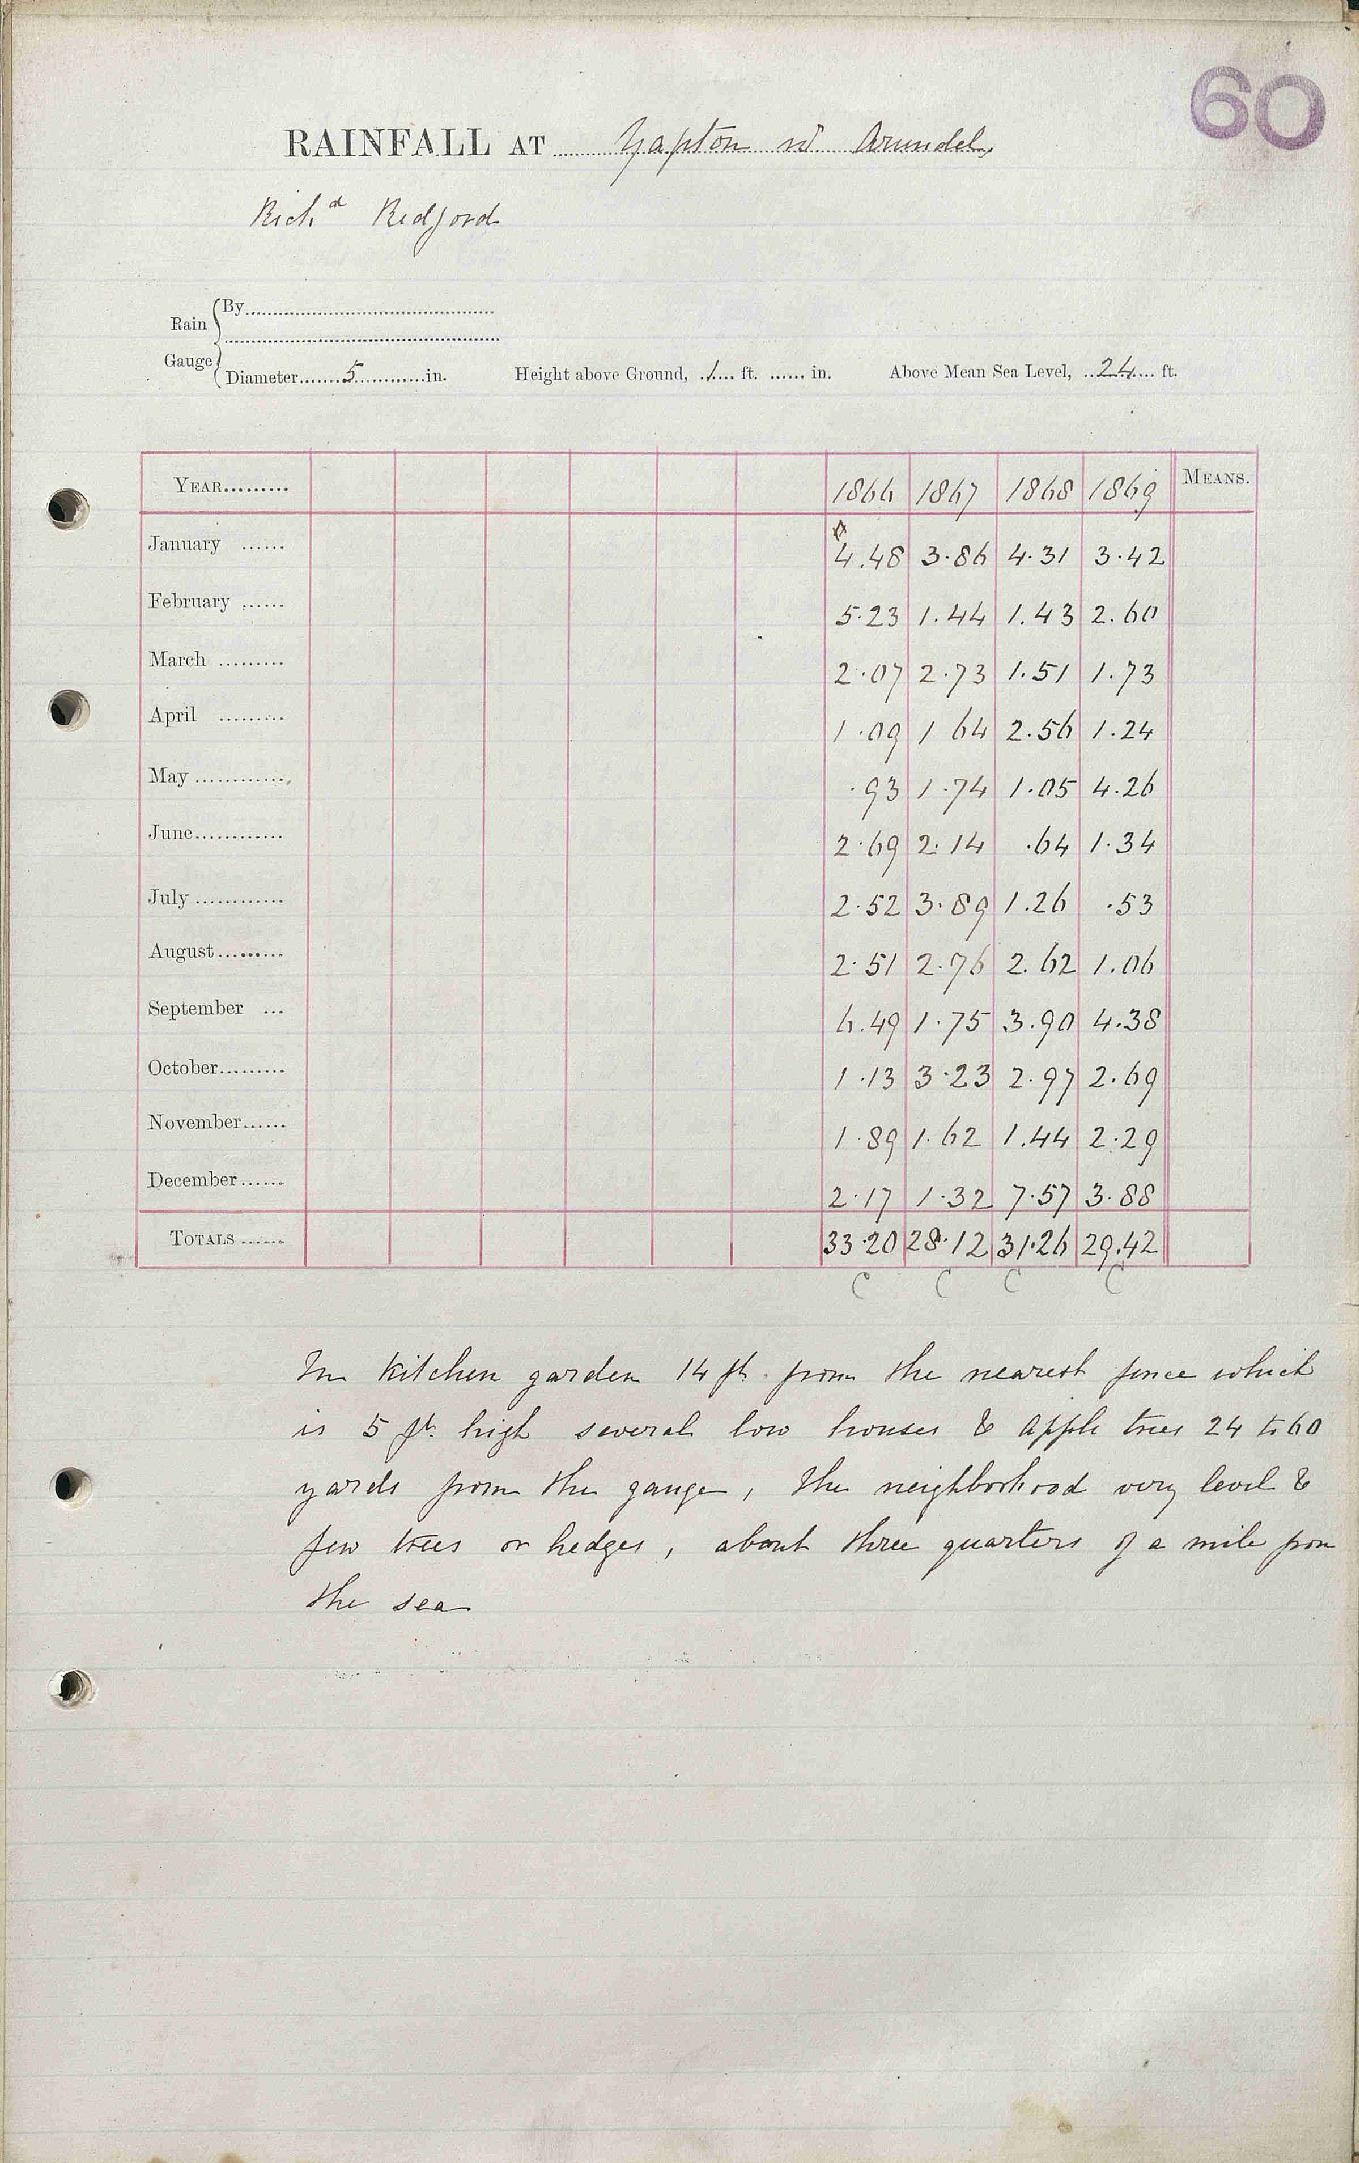 60
RAINFALL AT Yapton nr Arundel
Richd Redford
Rain Gauge
By
Diameter 5 in. Height above Ground, 1 ft. in. Above Mean Sea Level, 24 ft.
YEAR 1866 1867 1868 1869 MEANS.
January 4.48 3.86 4.31 3.42
February 5.23 1.44 1.43 2.60
March 2.07 2.73 1.51 1.73
April 1.09 1 64 2.56 1.24
May .93 1.74 1.05 4.26
June 2.69 2.14 .64 1.34
July 2.52 3.89 1.26 .53
August 2.51 2.76 2.62 1.06
September 6.49 1.75 3.90 4.38
October 1.13 3.23 2.97 2.69
November 1.89 1.62 1.44 2.29
December 2.17 1.32 7.57 3.88
TOTALS 33.20 28.12 31.26 29.42
C C C C
In kitchen garden 14 ft. from the nearest fence which
is 5 ft. high several low houses & apple trees 24 to 60
yards from the gauge, the neighborhood very level &
few trees or hedges, about three quarters of a mile from
the sea